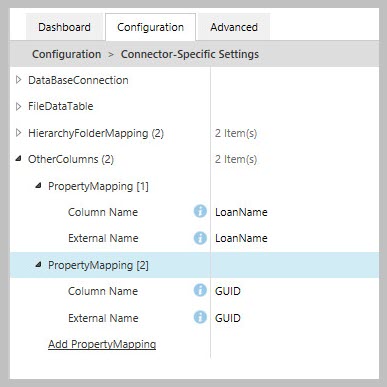 Dashboard Configuration Advanced
Configuration > Connector-Specific Settings
DataBaseConnection
FileDataTable
HierarchyFolderMapping (2) 2 Item(s)
OtherColumns (2) 2 Item(s)
PropertyMapping [1]
Column Name i LoanName
External Name i LoanName
PropertyMapping [2]
Column Name i GUID
External Name i GUID
Add PropertyMapping